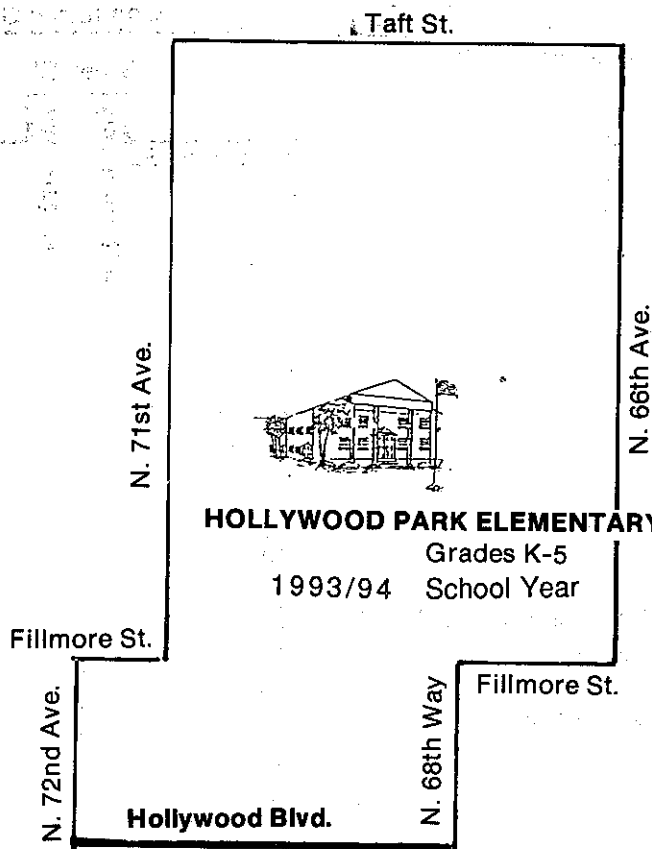 Taft St.
N. 71st Ave.
N. 66th Ave.
HOLLYWOOD PARK ELEMENTARY
Grades K-5
1993/94 School Year
Fillmore St.
Fillmore St.
N. 72nd Ave.
N. 68th Way
Hollywood Blvd.